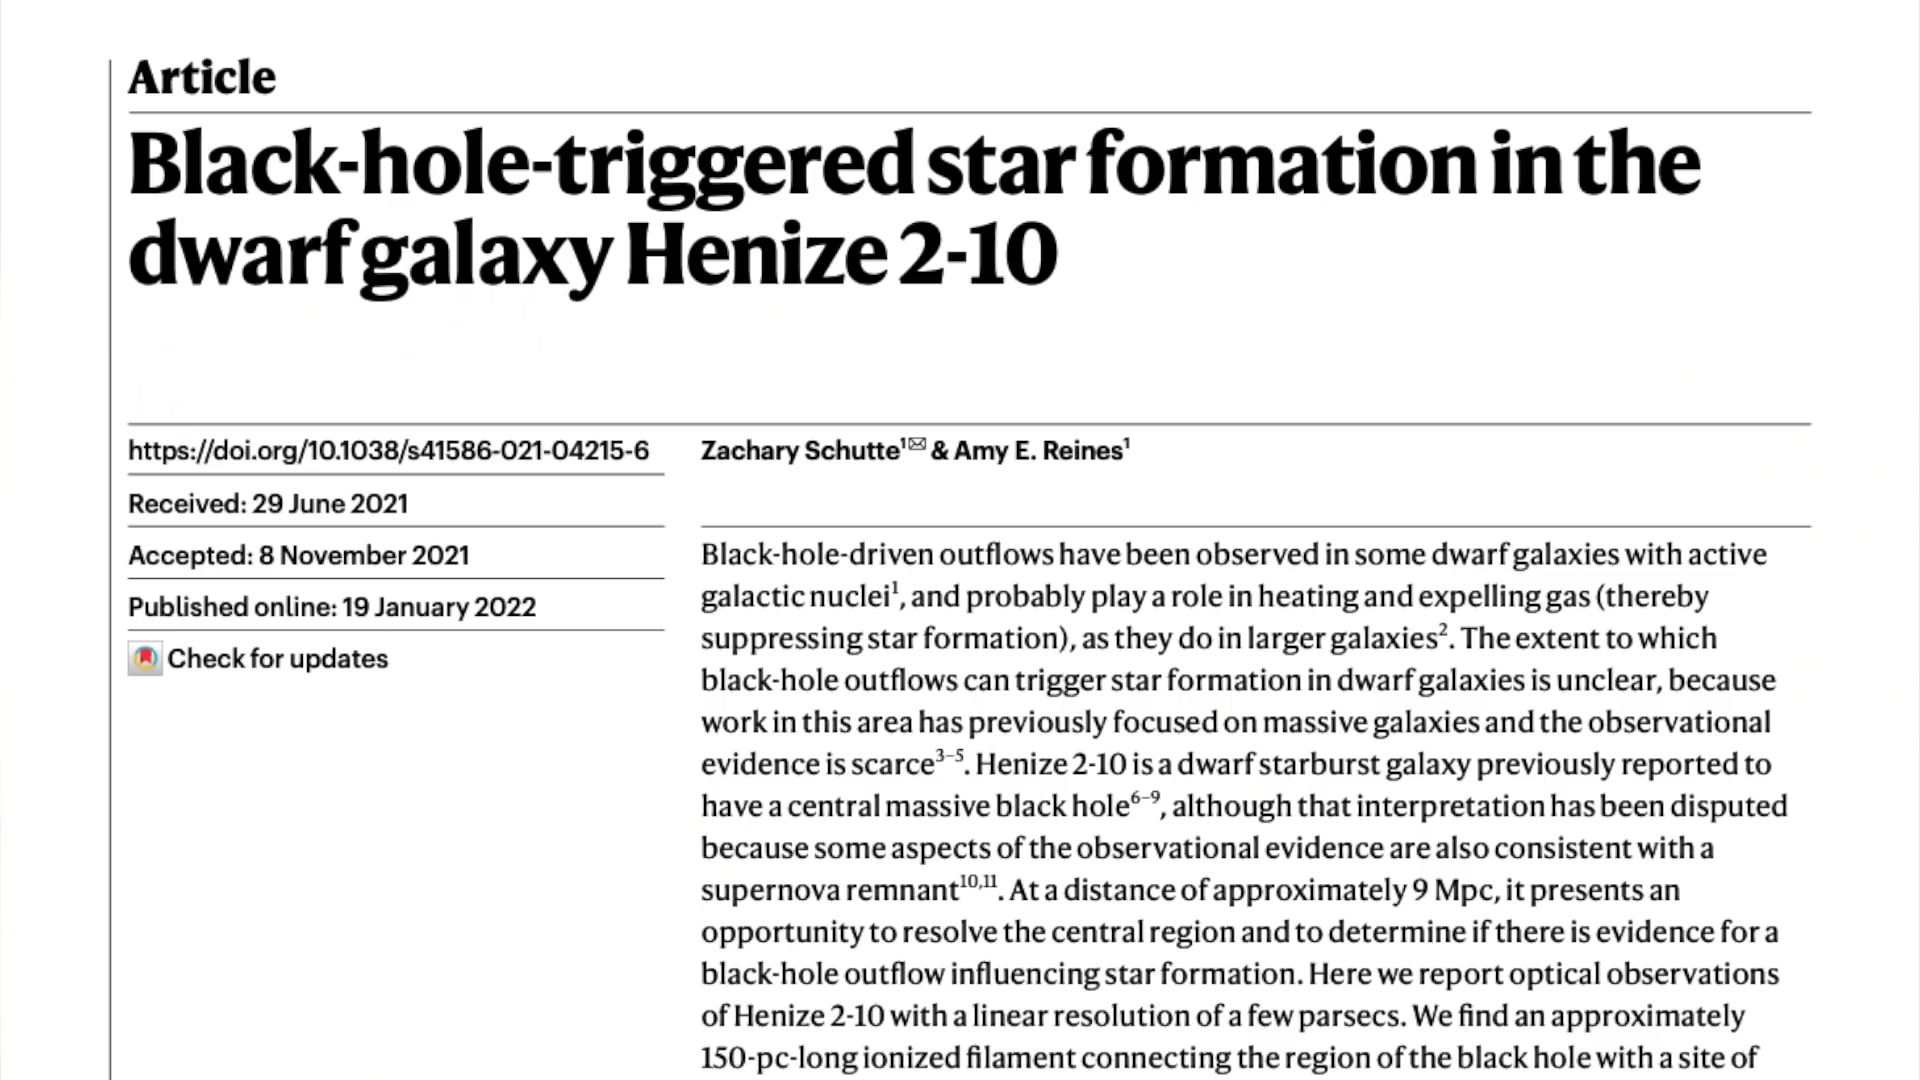 Article
Black-hole-triggered star formation in the
dwarf galaxy Henize 2-10
https://doi.org/10.1038/s41586-021-04215-6
Received: 29 June 2021
Accepted: 8 November 2021
Published online: 19 January 2022
Check for updates
Zachary Schutte¹✉ & Amy E. Reines¹
Black-hole-driven outflows have been observed in some dwarf galaxies with active
galactic nuclei¹, and probably play a role in heating and expelling gas (thereby
suppressing star formation), as they do in larger galaxies². The extent to which
black-hole outflows can trigger star formation in dwarf galaxies is unclear, because
work in this area has previously focused on massive galaxies and the observational
evidence is scarce³⁻⁵. Henize 2-10 is a dwarf starburst galaxy previously reported to
have a central massive black hole⁶⁻⁹, although that interpretation has been disputed
because some aspects of the observational evidence are also consistent with a
supernova remnant¹⁰,¹¹. At a distance of approximately 9 Mpc, it presents an
opportunity to resolve the central region and to determine if there is evidence for a
black-hole outflow influencing star formation. Here we report optical observations
of Henize 2-10 with a linear resolution of a few parsecs. We find an approximately
150-pc-long ionized filament connecting the region of the black hole with a site of